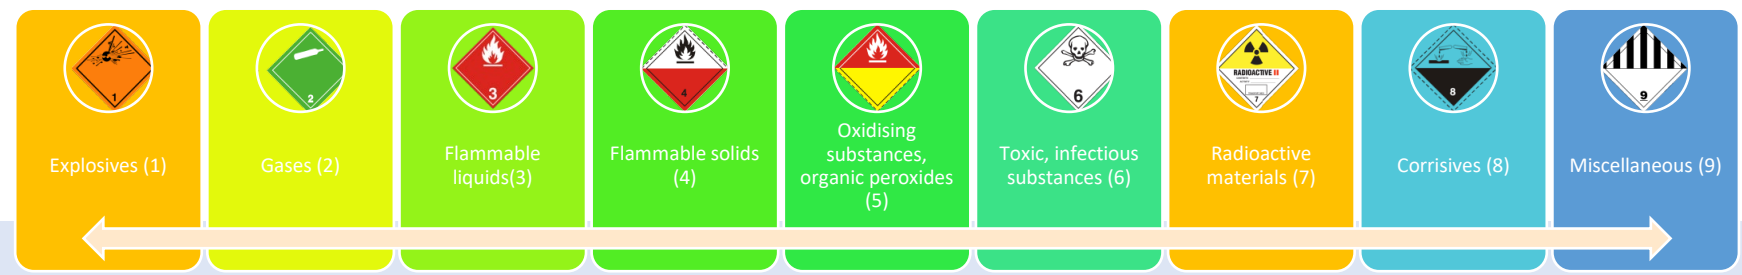 1
Explosives (1)
2
Gases (2)
3
Flammable
liquids(3)
4
Flammable solids
(4)
Oxidising
substances,
organic peroxides
(5)
6
Toxic, infectious
substances (6)
RADIOACTIVE II
7
Radioactive
materials (7)
8
Corrisives (8)
9
Miscellaneous (9)